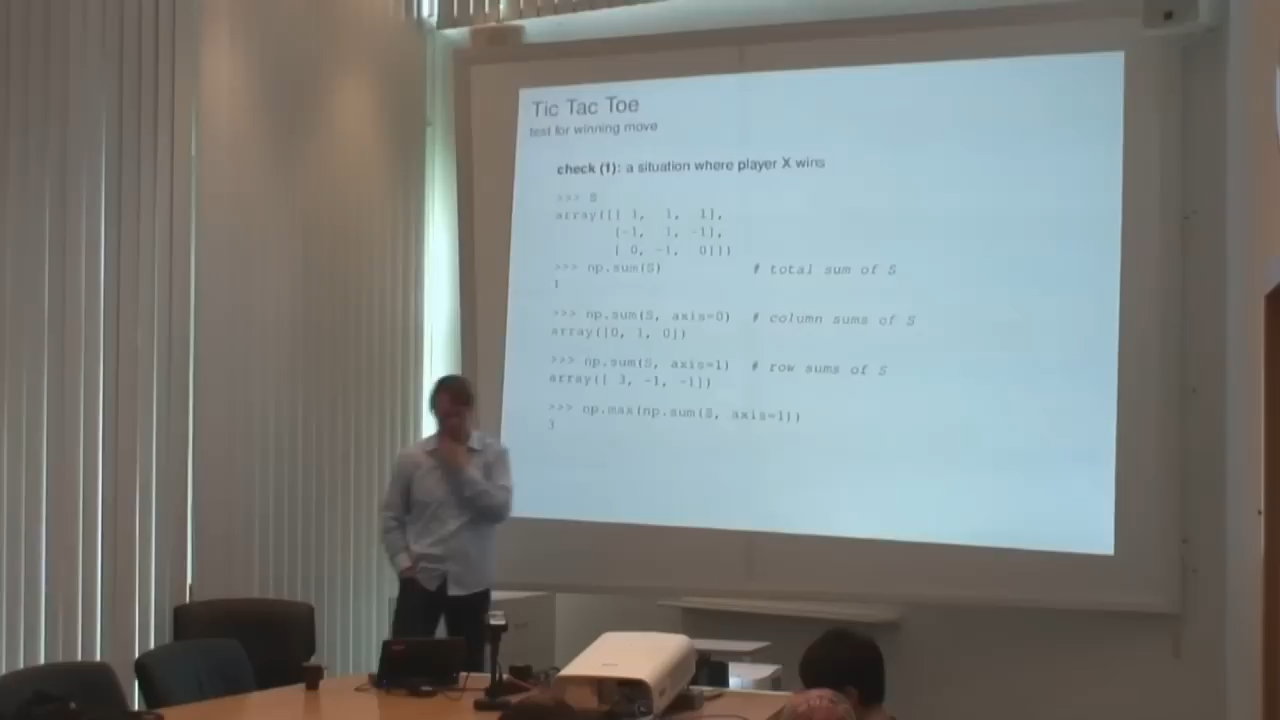 Tic Tac Toe
test for winning move
check (1): a situation where player X wins
>>> S
array([[ 1, 1, 1],
[-1, 1, -1],
[ 0, -1, 0]])
>>> np.sum(S) # total sum of S
1
>>> np.sum(S, axis=0) # column sums of S
array([0, 1, 0])
>>> np.sum(S, axis=1) # row sums of S
array([ 3, -1, -1])
>>> np.max(np.sum(S, axis=1))
3